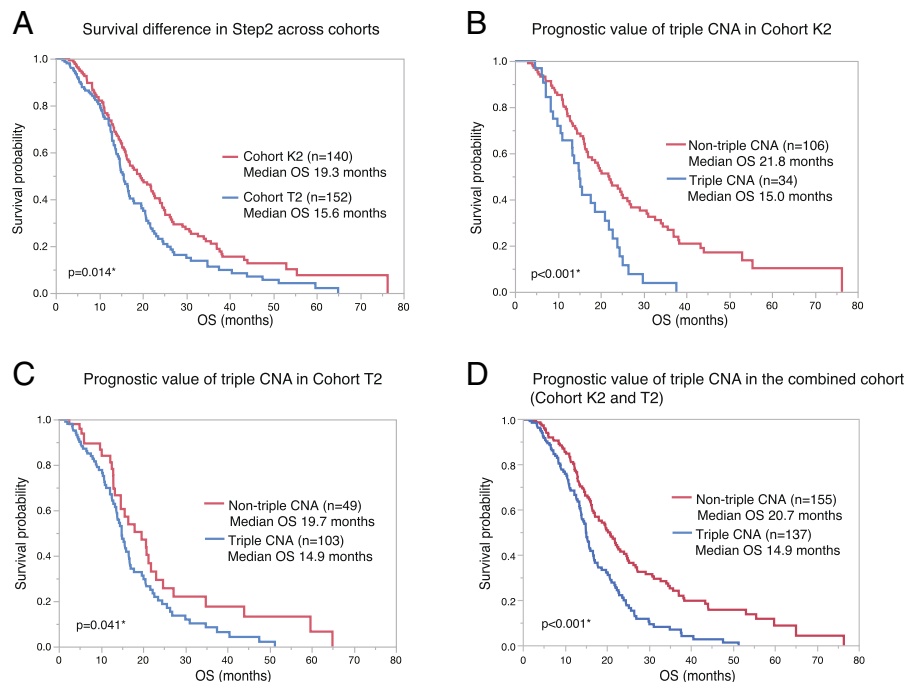 A
Survival difference in Step2 across cohorts
1.0
0.8
0.6
0.4
0.2
0.0
Survival probability
Cohort K2 (n=140)
Median OS 19.3 months
Cohort T2 (n=152)
Median OS 15.6 months
p=0.014*
0 10 20 30 40 50 60 70 80
OS (months)
B
Prognostic value of triple CNA in Cohort K2
1.0
0.8
0.6
0.4
0.2
0.0
Survival probability
Non-triple CNA (n=106)
Median OS 21.8 months
Triple CNA (n=34)
Median OS 15.0 months
p<0.001*
0 10 20 30 40 50 60 70 80
OS (months)
C
Prognostic value of triple CNA in Cohort T2
1.0
0.8
0.6
0.4
0.2
0.0
Survival probability
Non-triple CNA (n=49)
Median OS 19.7 months
Triple CNA (n=103)
Median OS 14.9 months
p=0.041*
0 10 20 30 40 50 60 70 80
OS (months)
D
Prognostic value of triple CNA in the combined cohort
(Cohort K2 and T2)
1.0
0.8
0.6
0.4
0.2
0.0
Survival probability
Non-triple CNA (n=155)
Median OS 20.7 months
Triple CNA (n=137)
Median OS 14.9 months
p<0.001*
0 10 20 30 40 50 60 70 80
OS (months)